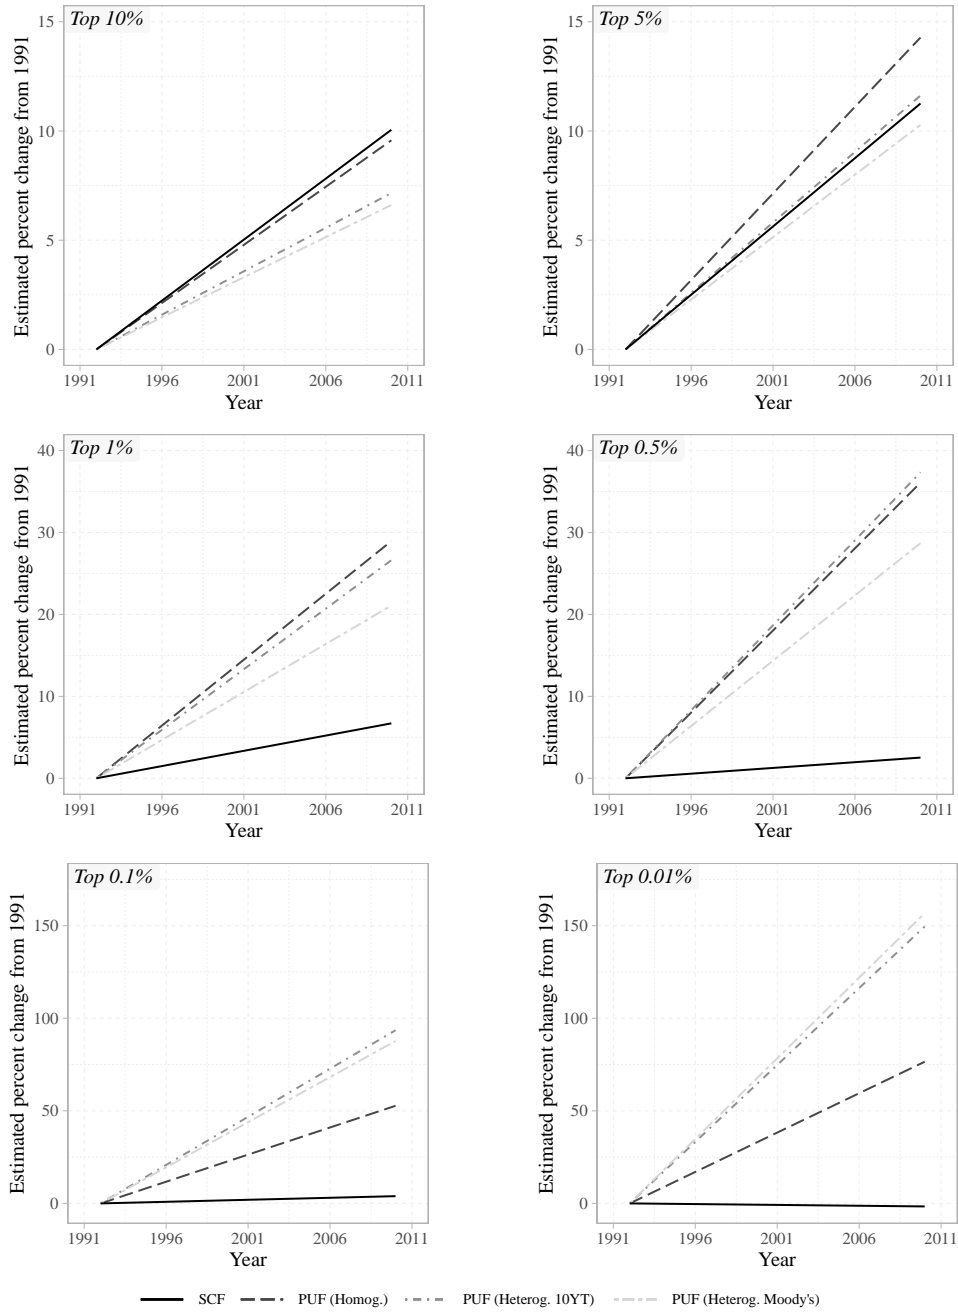 Top 10%
Estimated percent change from 1991
15
10
5
0
1991 1996 2001 2006 2011
Year
Top 5%
Estimated percent change from 1991
15
10
5
0
1991 1996 2001 2006 2011
Year
Top 1%
Estimated percent change from 1991
40
30
20
10
0
1991 1996 2001 2006 2011
Year
Top 0.5%
Estimated percent change from 1991
40
30
20
10
0
1991 1996 2001 2006 2011
Year
Top 0.1%
Estimated percent change from 1991
150
100
50
0
1991 1996 2001 2006 2011
Year
Top 0.01%
Estimated percent change from 1991
150
100
50
0
1991 1996 2001 2006 2011
Year
SCF PUF (Homog.) PUF (Heterog. 10YT) PUF (Heterog. Moody's)